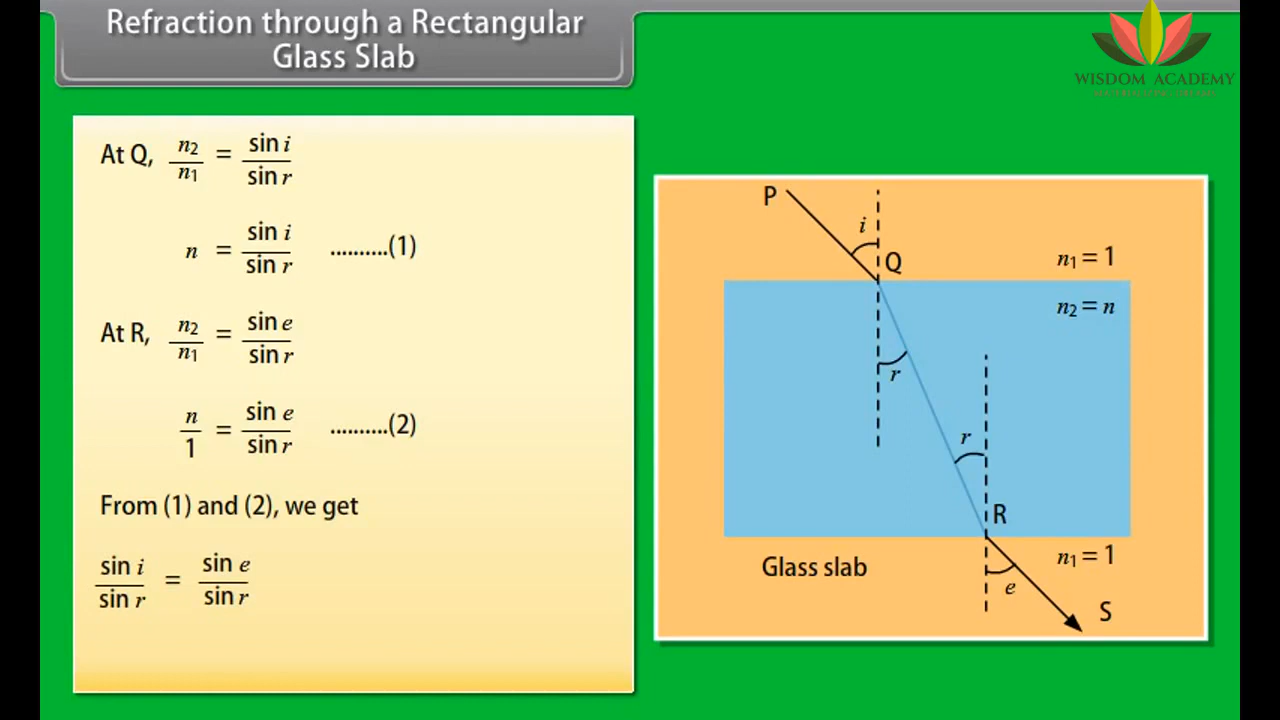 Refraction through a Rectangular
Glass Slab
WISDOM ACADEMY
At Q, n₂/n₁ = sin i/sin r
n = sin i/sin r ..........(1)
At R, n₂/n₁ = sin e/sin r
n/1 = sin e/sin r ..........(2)
From (1) and (2), we get
sin i/sin r = sin e/sin r
P
i
Q
n₁ = 1
n₂ = n
r
r
R
Glass slab
n₁ = 1
e
S